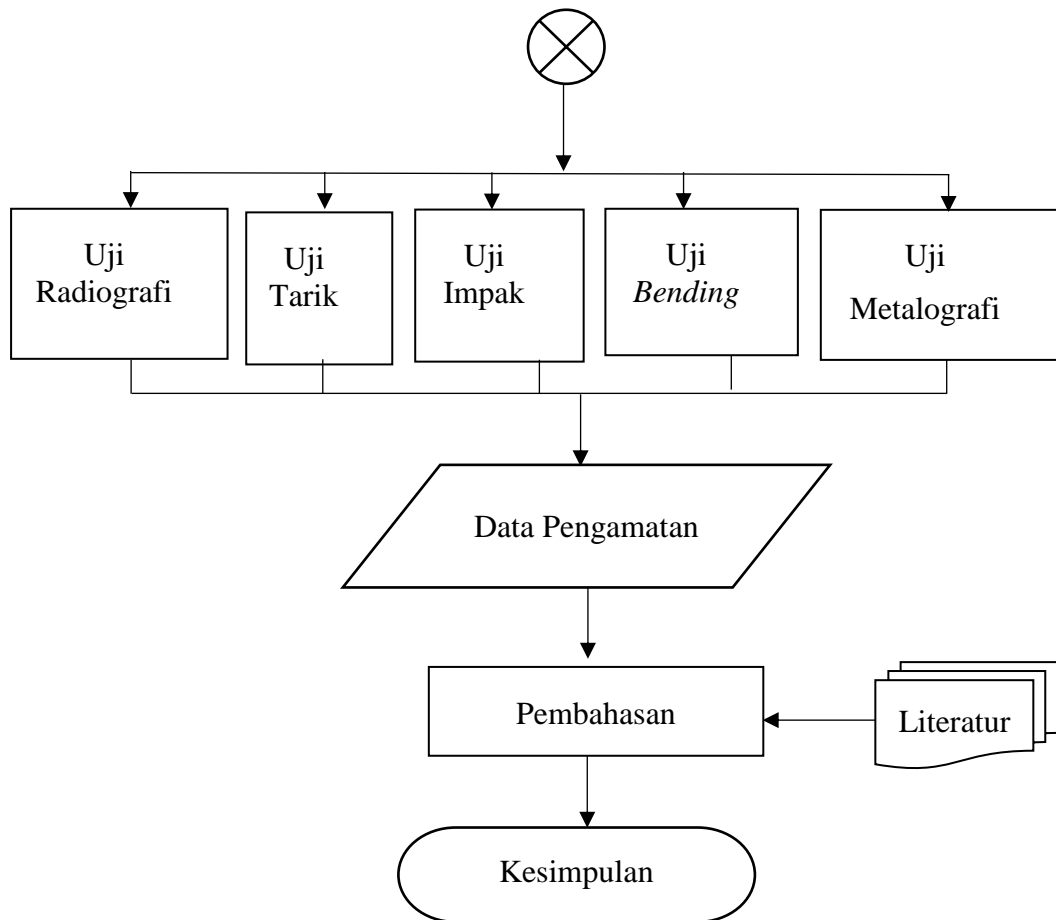 Uji
Radiografi
Uji
Tarik
Uji
Impak
Uji
Bending
Uji
Metalografi
Data Pengamatan
Pembahasan
Literatur
Kesimpulan